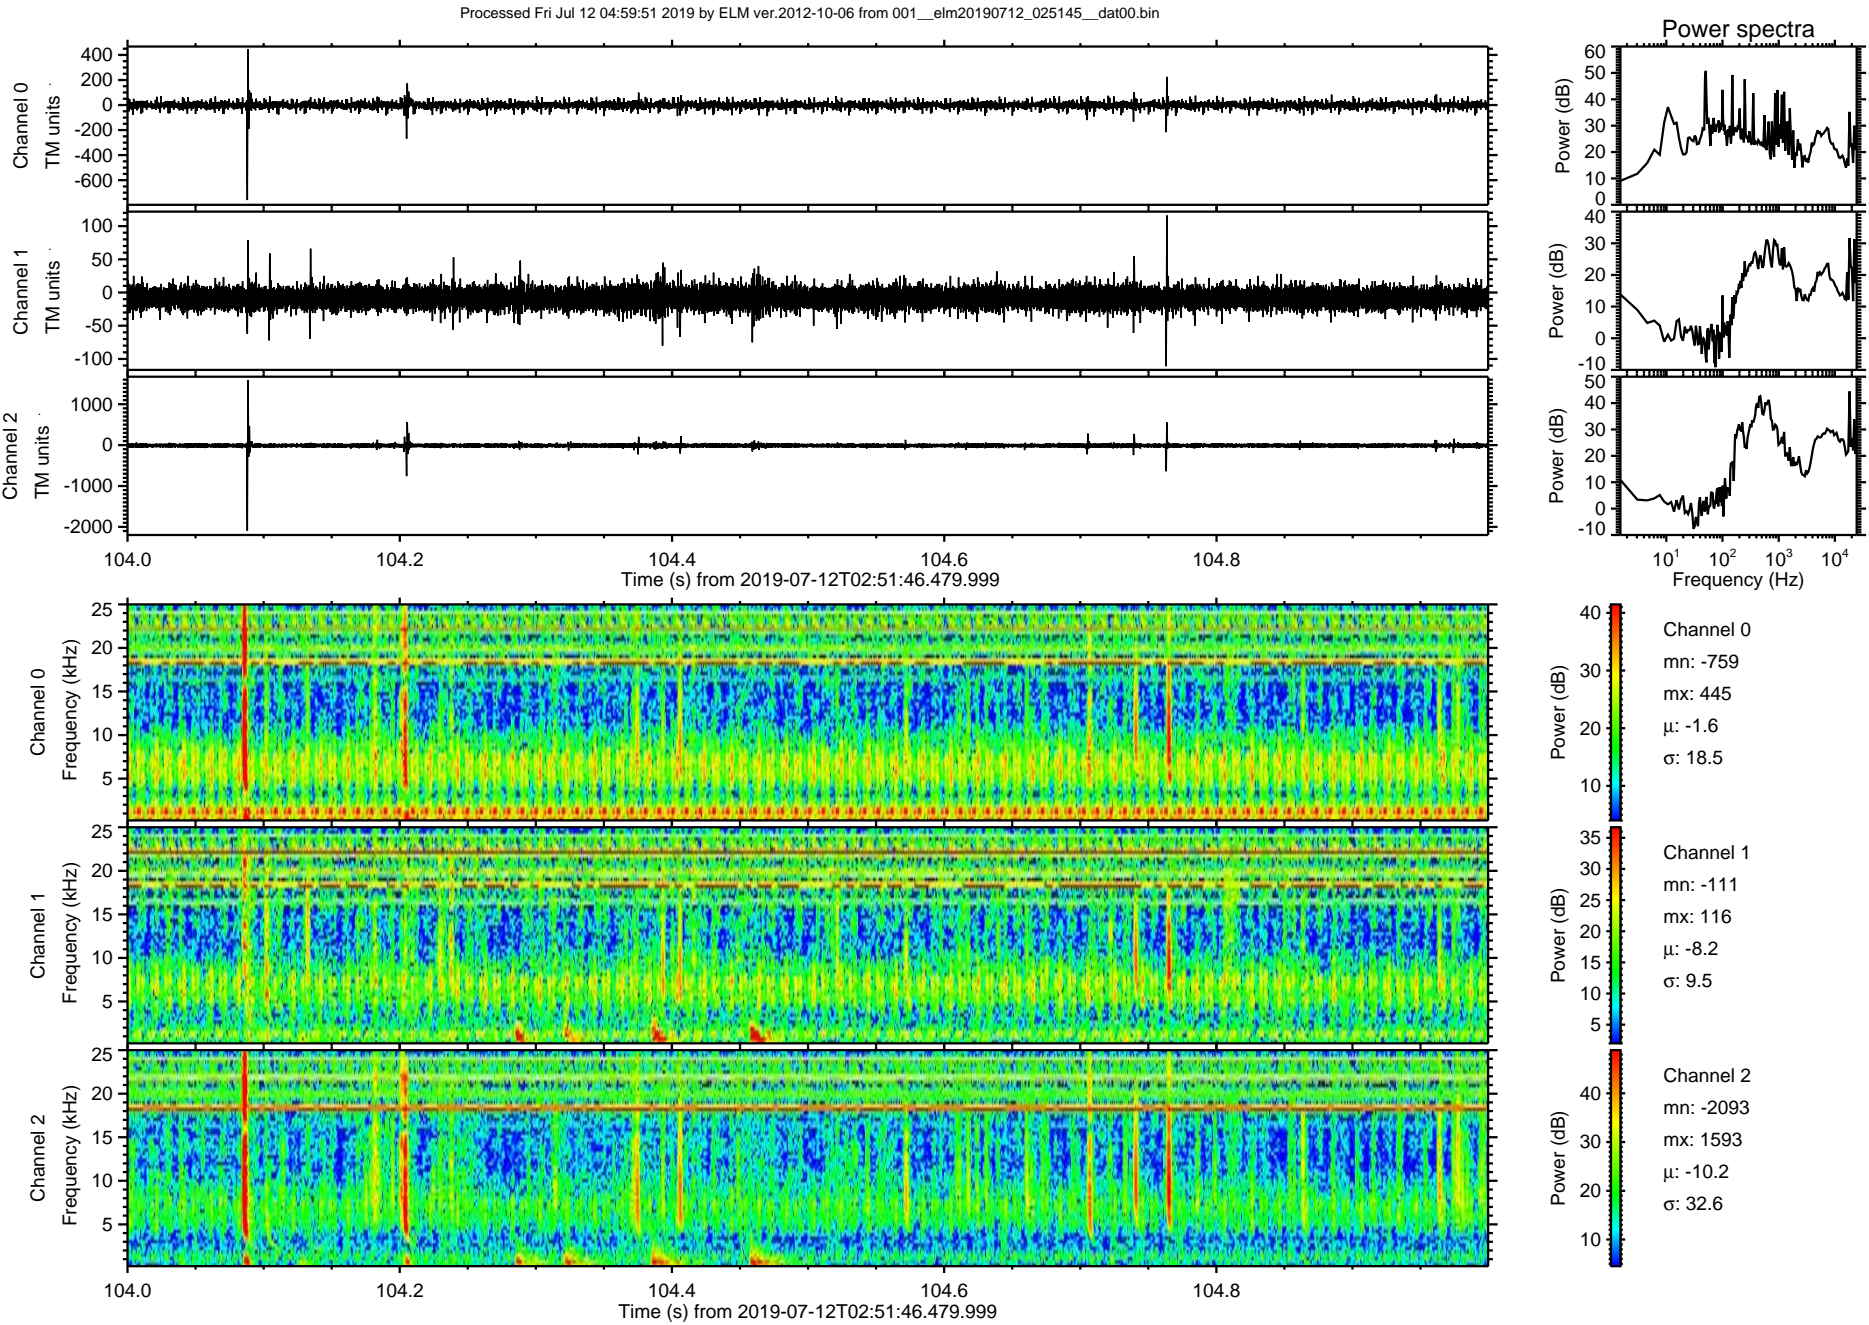 Processed Fri Jul 12 04:59:51 2019 by ELM ver.2012-10-06 from 001__elm20190712_025145__dat00.bin
Power spectra
Channel 0
TM units
400
200
0
-200
-400
-600
Power (dB)
60
50
40
30
20
10
0
Channel 1
TM units
100
50
0
-50
-100
Power (dB)
40
30
20
10
0
-10
Channel 2
TM units
1000
0
-1000
-2000
Power (dB)
50
40
30
20
10
0
-10
104.0 104.2 104.4 104.6 104.8
Time (s) from 2019-07-12T02:51:46.479.999
10¹ 10² 10³ 10⁴
Frequency (Hz)
Channel 0
Frequency (kHz)
25
20
15
10
5
Power (dB)
40
30
20
10
Channel 0
mn: -759
mx: 445
μ: -1.6
σ: 18.5
Channel 1
Frequency (kHz)
25
20
15
10
5
Power (dB)
35
30
25
20
15
10
5
Channel 1
mn: -111
mx: 116
μ: -8.2
σ: 9.5
Channel 2
Frequency (kHz)
25
20
15
10
5
Power (dB)
40
30
20
10
Channel 2
mn: -2093
mx: 1593
μ: -10.2
σ: 32.6
104.0 104.2 104.4 104.6 104.8
Time (s) from 2019-07-12T02:51:46.479.999